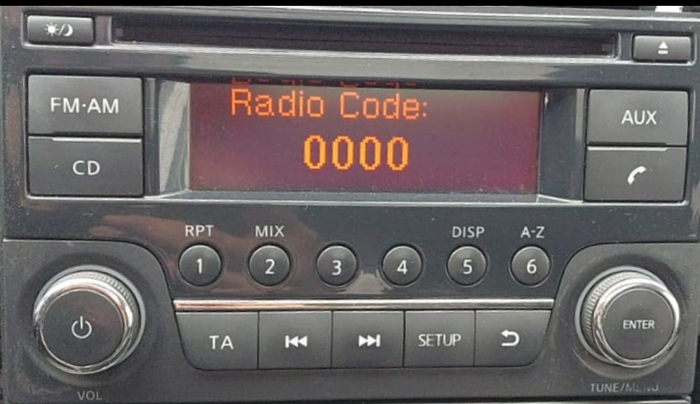 Radio Code:
0000
FM·AM
AUX
CD
RPT
MIX
DISP
A-Z
1
2
3
4
5
6
TA
SETUP
ENTER
VOL
TUNE/MENU